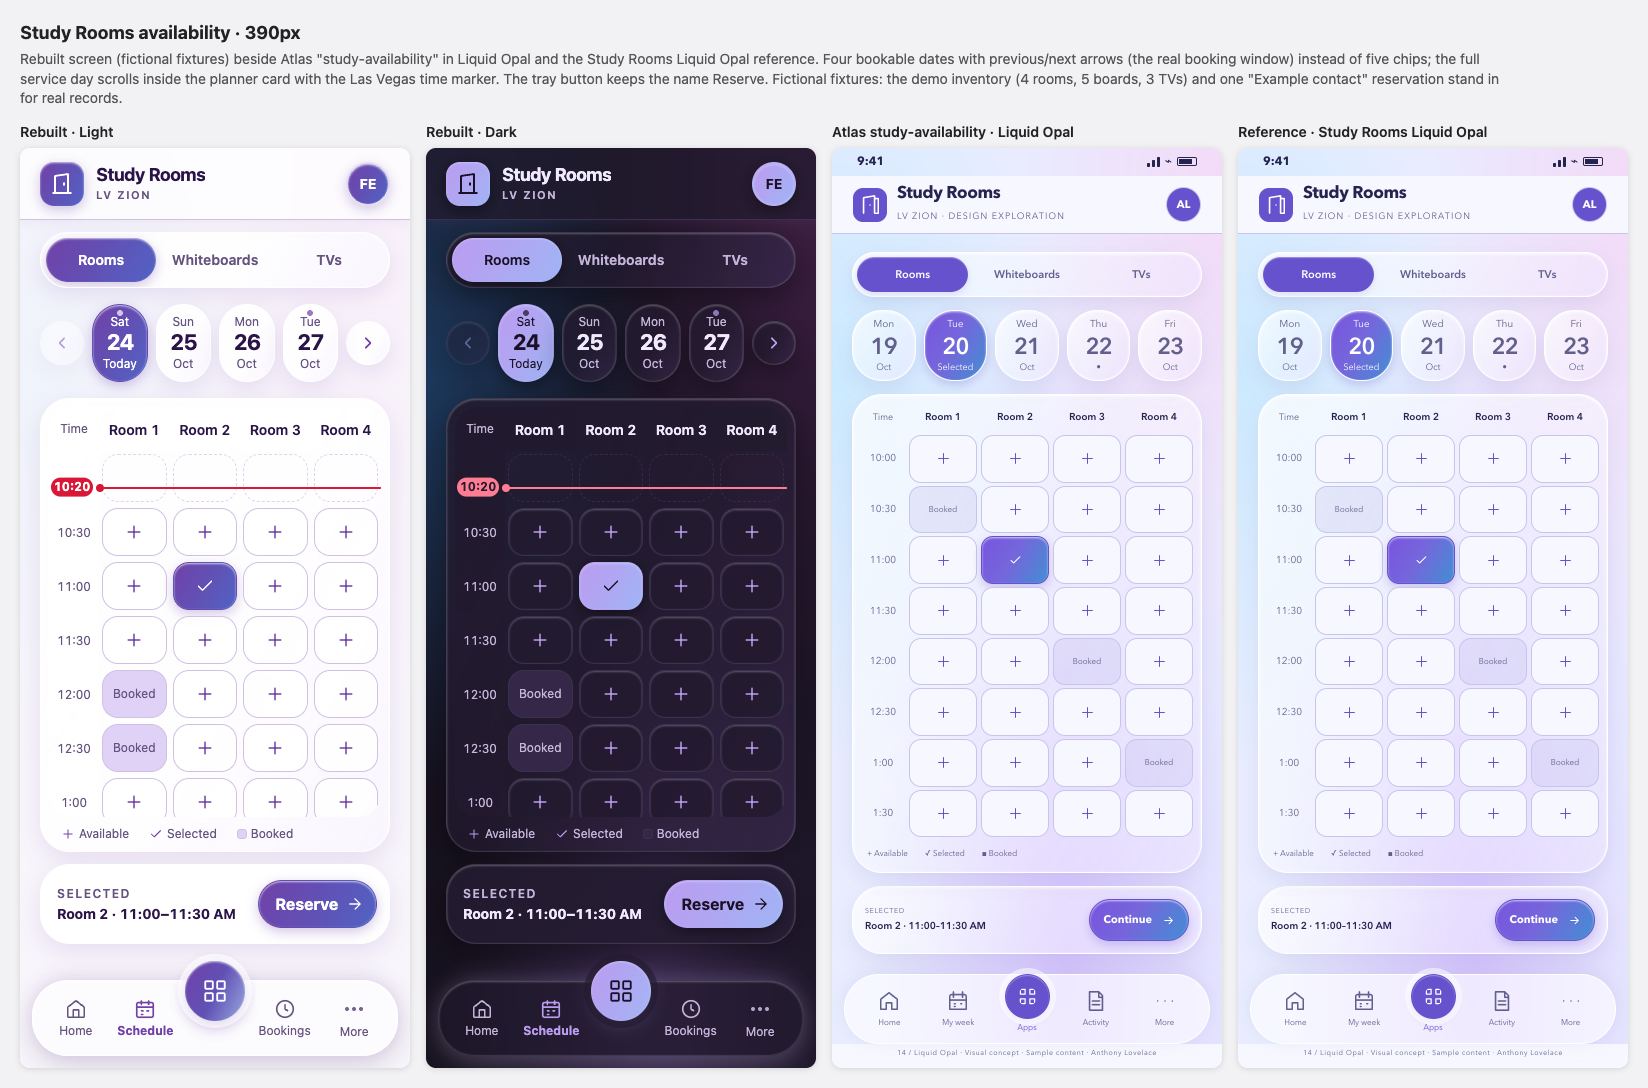 Study Rooms availability · 390px
Rebuilt screen (fictional fixtures) beside Atlas "study-availability" in Liquid Opal and the Study Rooms Liquid Opal reference. Four bookable dates with previous/next arrows (the real booking window) instead of five chips; the full
service day scrolls inside the planner card with the Las Vegas time marker. The tray button keeps the name Reserve. Fictional fixtures: the demo inventory (4 rooms, 5 boards, 3 TVs) and one "Example contact" reservation stand in
for real records.
Rebuilt · Light
Study Rooms
LV ZION
FE
Rooms Whiteboards TVs
Sat Sun Mon Tue
24 25 26 27
Today Oct Oct Oct
Time Room 1 Room 2 Room 3 Room 4
10:20
10:30 + + + +
11:00 + ✓ + +
11:30 + + + +
12:00 Booked + + +
12:30 Booked + + +
1:00 + + + +
+ Available ✓ Selected Booked
SELECTED
Room 2 · 11:00–11:30 AM
Reserve →
Home Schedule Bookings More
Rebuilt · Dark
Study Rooms
LV ZION
FE
Rooms Whiteboards TVs
Sat Sun Mon Tue
24 25 26 27
Today Oct Oct Oct
Time Room 1 Room 2 Room 3 Room 4
10:20
10:30 + + + +
11:00 + ✓ + +
11:30 + + + +
12:00 Booked + + +
12:30 Booked + + +
1:00 + + + +
+ Available ✓ Selected Booked
SELECTED
Room 2 · 11:00–11:30 AM
Reserve →
Home Schedule Bookings More
Atlas study-availability · Liquid Opal
9:41
Study Rooms
LV ZION · DESIGN EXPLORATION
AL
Rooms Whiteboards TVs
Mon Tue Wed Thu Fri
19 20 21 22 23
Oct Selected Oct • Oct
Time Room 1 Room 2 Room 3 Room 4
10:00 + + + +
10:30 Booked + + +
11:00 + ✓ + +
11:30 + + + +
12:00 + + Booked +
12:30 + + + +
1:00 + + + Booked
1:30 + + + +
+ Available ✓ Selected ■ Booked
SELECTED
Room 2 · 11:00–11:30 AM
Continue →
Home My week Apps Activity More
14 / Liquid Opal · Visual concept · Sample content · Anthony Lovelace
Reference · Study Rooms Liquid Opal
9:41
Study Rooms
LV ZION · DESIGN EXPLORATION
AL
Rooms Whiteboards TVs
Mon Tue Wed Thu Fri
19 20 21 22 23
Oct Selected Oct • Oct
Time Room 1 Room 2 Room 3 Room 4
10:00 + + + +
10:30 Booked + + +
11:00 + ✓ + +
11:30 + + + +
12:00 + + Booked +
12:30 + + + +
1:00 + + + Booked
1:30 + + + +
+ Available ✓ Selected ■ Booked
SELECTED
Room 2 · 11:00–11:30 AM
Continue →
Home My week Apps Activity More
14 / Liquid Opal · Visual concept · Sample content · Anthony Lovelace